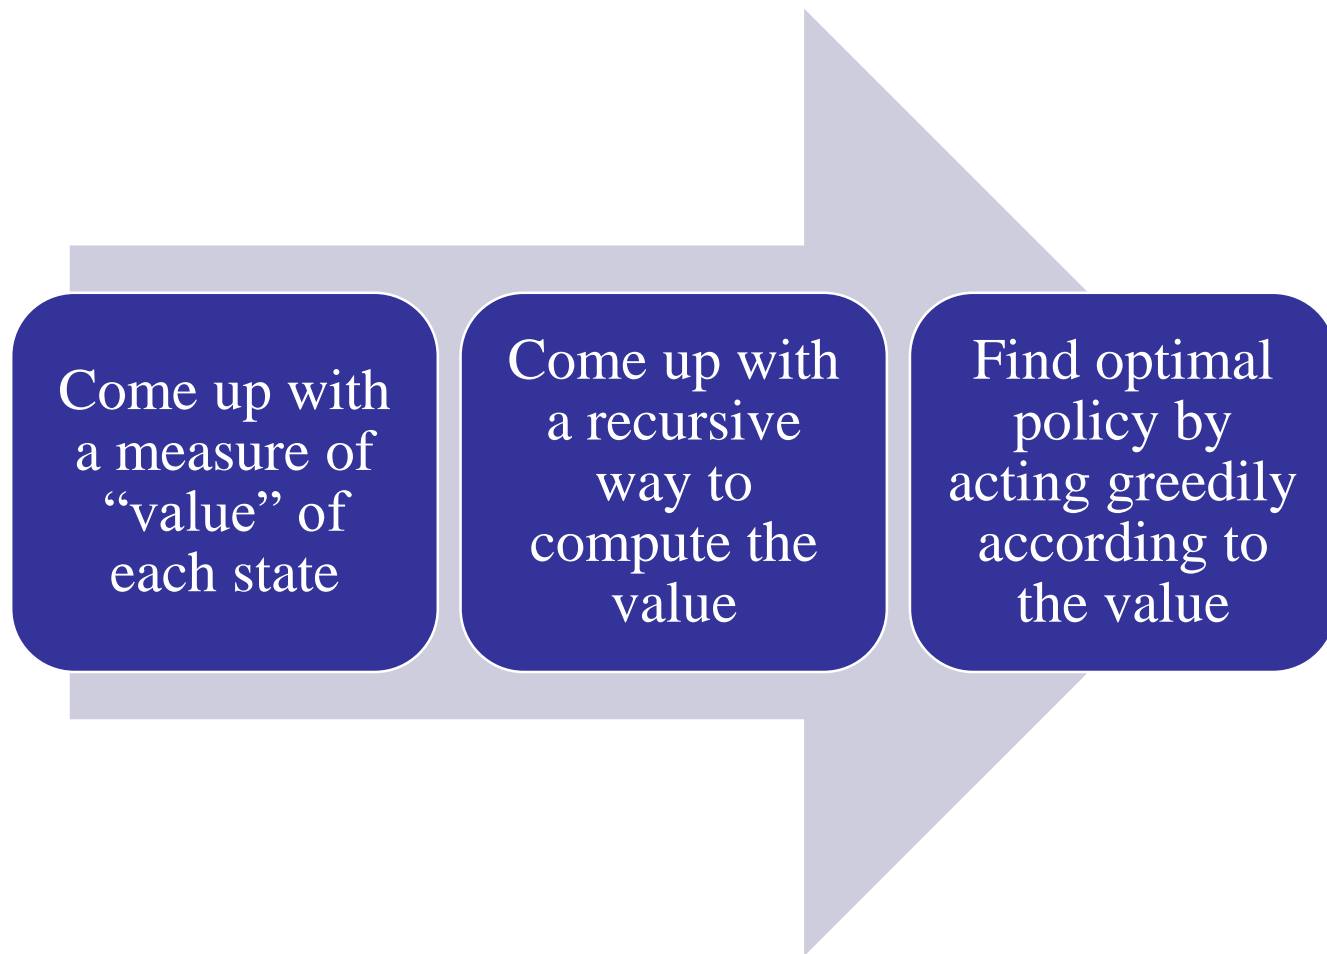 Come up with
a measure of
“value” of
each state
Come up with
a recursive
way to
compute the
value
Find optimal
policy by
acting greedily
according to
the value